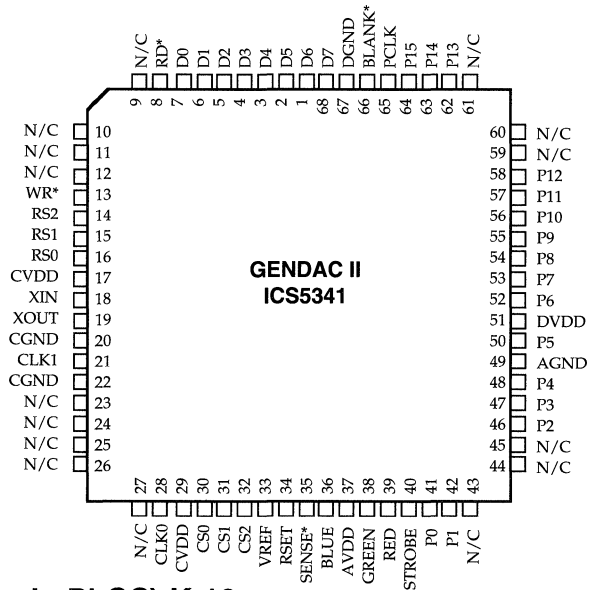 N/C RD* D0 D1 D2 D3 D4 D5 D6 D7 DGND BLANK* PCLK P15 P14 P13 N/C
9 8 7 6 5 4 3 2 1 68 67 66 65 64 63 62 61
N/C 10
N/C 11
N/C 12
WR* 13
RS2 14
RS1 15
RS0 16
CVDD 17
XIN 18
XOUT 19
CGND 20
CLK1 21
CGND 22
N/C 23
N/C 24
N/C 25
N/C 26
GENDAC II
ICS5341
60 N/C
59 N/C
58 P12
57 P11
56 P10
55 P9
54 P8
53 P7
52 P6
51 DVDD
50 P5
49 AGND
48 P4
47 P3
46 P2
45 N/C
44 N/C
27 28 29 30 31 32 33 34 35 36 37 38 39 40 41 42 43
N/C CLK0 CVDD CS0 CS1 CS2 VREF RSET SENSE* BLUE AVDD GREEN RED STROBE P0 P1 N/C